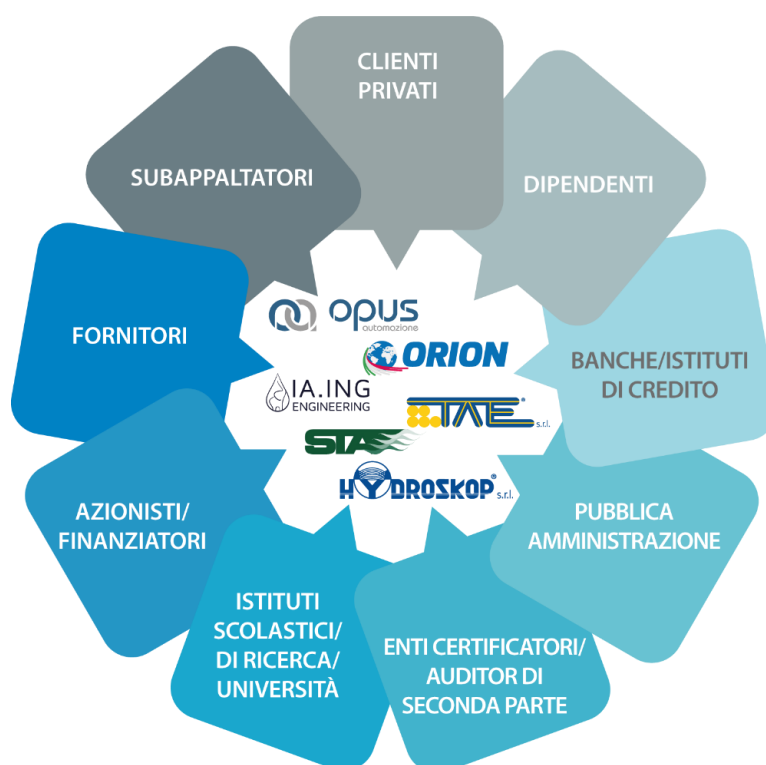 CLIENTI
PRIVATI
DIPENDENTI
BANCHE/ISTITUTI
DI CREDITO
PUBBLICA
AMMINISTRAZIONE
ENTI CERTIFICATORI/
AUDITOR DI
SECONDA PARTE
ISTITUTI
SCOLASTICI/
DI RICERCA/
UNIVERSITÀ
AZIONISTI/
FINANZIATORI
FORNITORI
SUBAPPALTATORI
opus
automazione
ORION
IA.ING
ENGINEERING
TAE® s.r.l.
STA
HYDROSKOP® s.r.l.